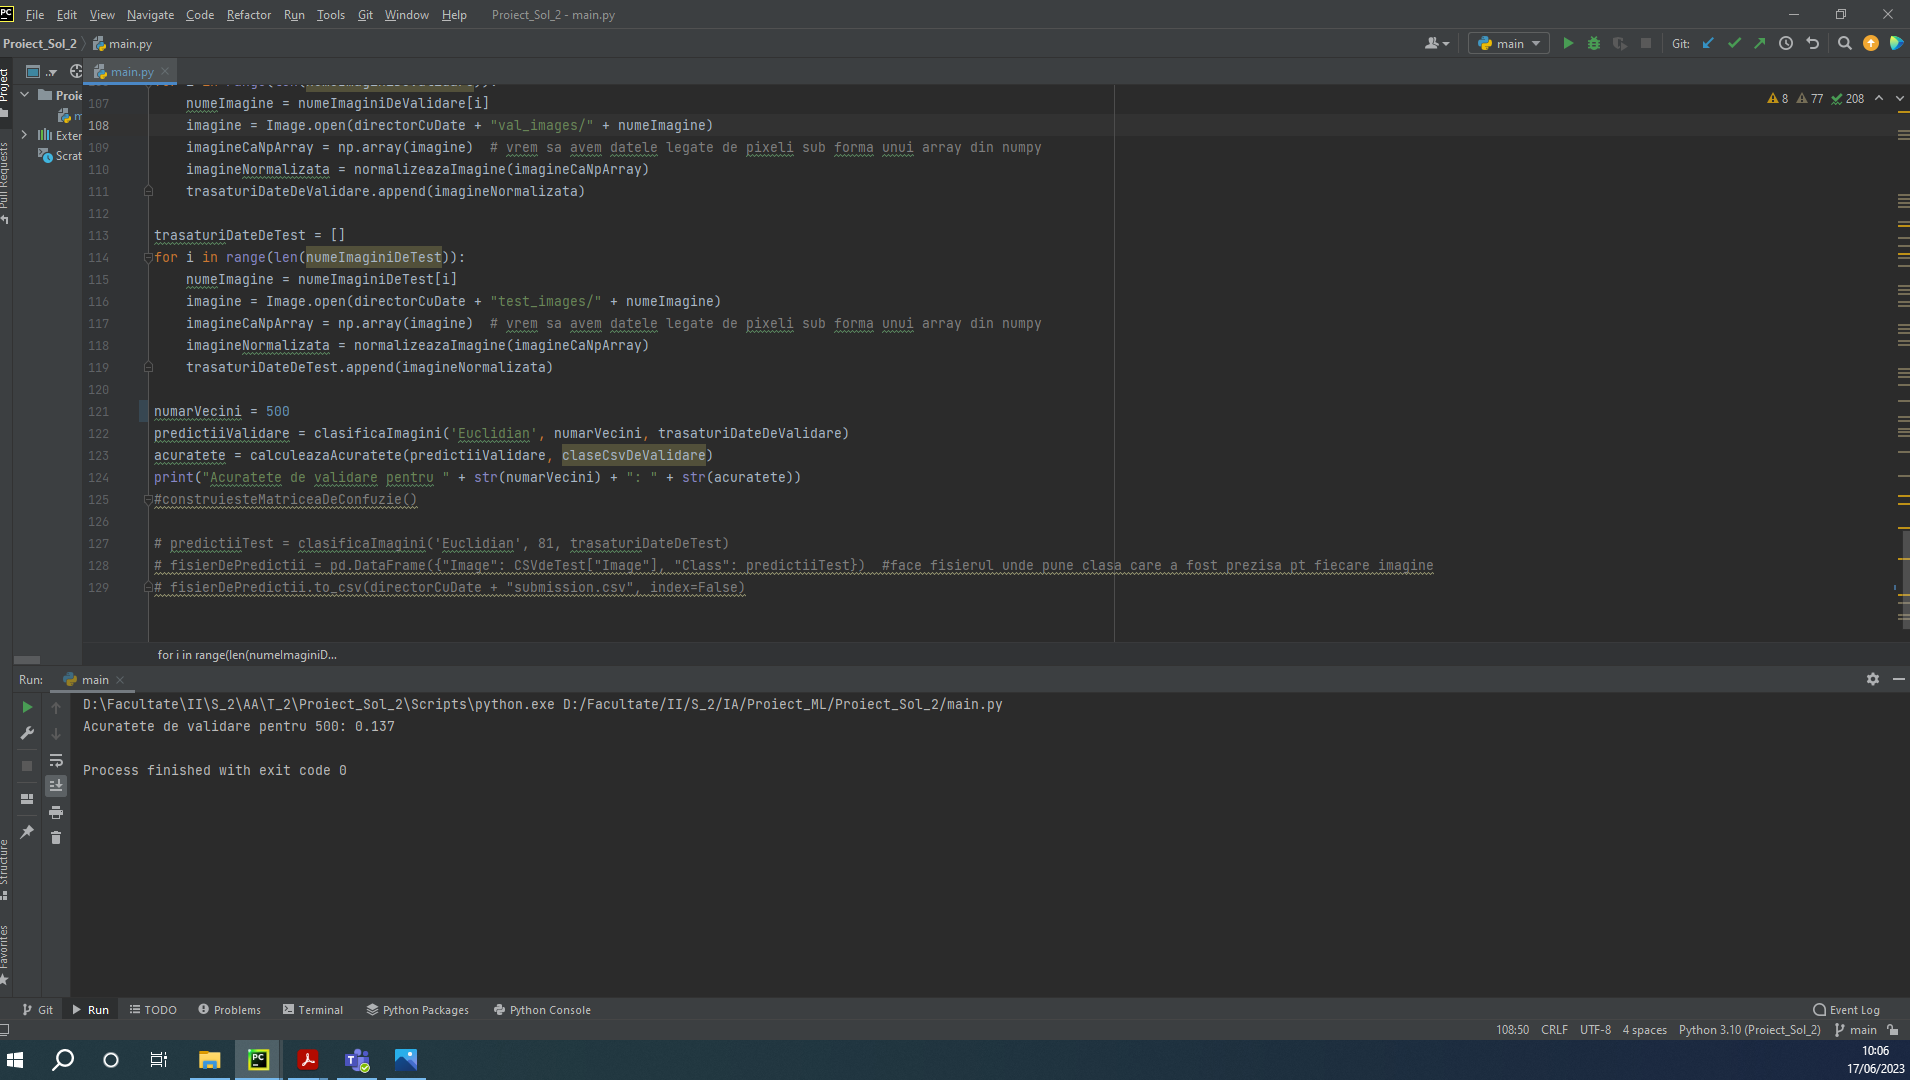 PC File Edit View Navigate Code Refactor Run Tools Git Window Help Proiect_Sol_2 - main.py
Proiect_Sol_2 main.py main Git:
Project
main.py
Proie
Exter
Scrat
Pull Requests
8 77 208
107 numeImagine = numeImaginiDeValidare[i]
108 imagine = Image.open(directorCuDate + "val_images/" + numeImagine)
109 imagineCaNpArray = np.array(imagine)  # vrem sa avem datele legate de pixeli sub forma unui array din numpy
110 imagineNormalizata = normalizeazaImagine(imagineCaNpArray)
111 trasaturiDateDeValidare.append(imagineNormalizata)
112
113 trasaturiDateDeTest = []
114 for i in range(len(numeImaginiDeTest)):
115 numeImagine = numeImaginiDeTest[i]
116 imagine = Image.open(directorCuDate + "test_images/" + numeImagine)
117 imagineCaNpArray = np.array(imagine)  # vrem sa avem datele legate de pixeli sub forma unui array din numpy
118 imagineNormalizata = normalizeazaImagine(imagineCaNpArray)
119 trasaturiDateDeTest.append(imagineNormalizata)
120
121 numarVecini = 500
122 predictiiValidare = clasificaImagini('Euclidian', numarVecini, trasaturiDateDeValidare)
123 acuratete = calculeazaAcuratete(predictiiValidare, claseCsvDeValidare)
124 print("Acuratete de validare pentru " + str(numarVecini) + ": " + str(acuratete))
125 #construiesteMatriceaDeConfuzie()
126
127 # predictiiTest = clasificaImagini('Euclidian', 81, trasaturiDateDeTest)
128 # fisierDePredictii = pd.DataFrame({"Image": CSVdeTest["Image"], "Class": predictiiTest})  #face fisierul unde pune clasa care a fost prezisa pt fiecare imagine
129 # fisierDePredictii.to_csv(directorCuDate + "submission.csv", index=False)
for i in range(len(numeImaginiD...
Run: main
D:\Facultate\II\S_2\AA\T_2\Proiect_Sol_2\Scripts\python.exe D:/Facultate/II/S_2/IA/Proiect_ML/Proiect_Sol_2/main.py
Acuratete de validare pentru 500: 0.137
Process finished with exit code 0
Structure
Favorites
Git Run TODO Problems Terminal Python Packages Python Console Event Log
108:50 CRLF UTF-8 4 spaces Python 3.10 (Proiect_Sol_2) main
PC
10:06
17/06/2023